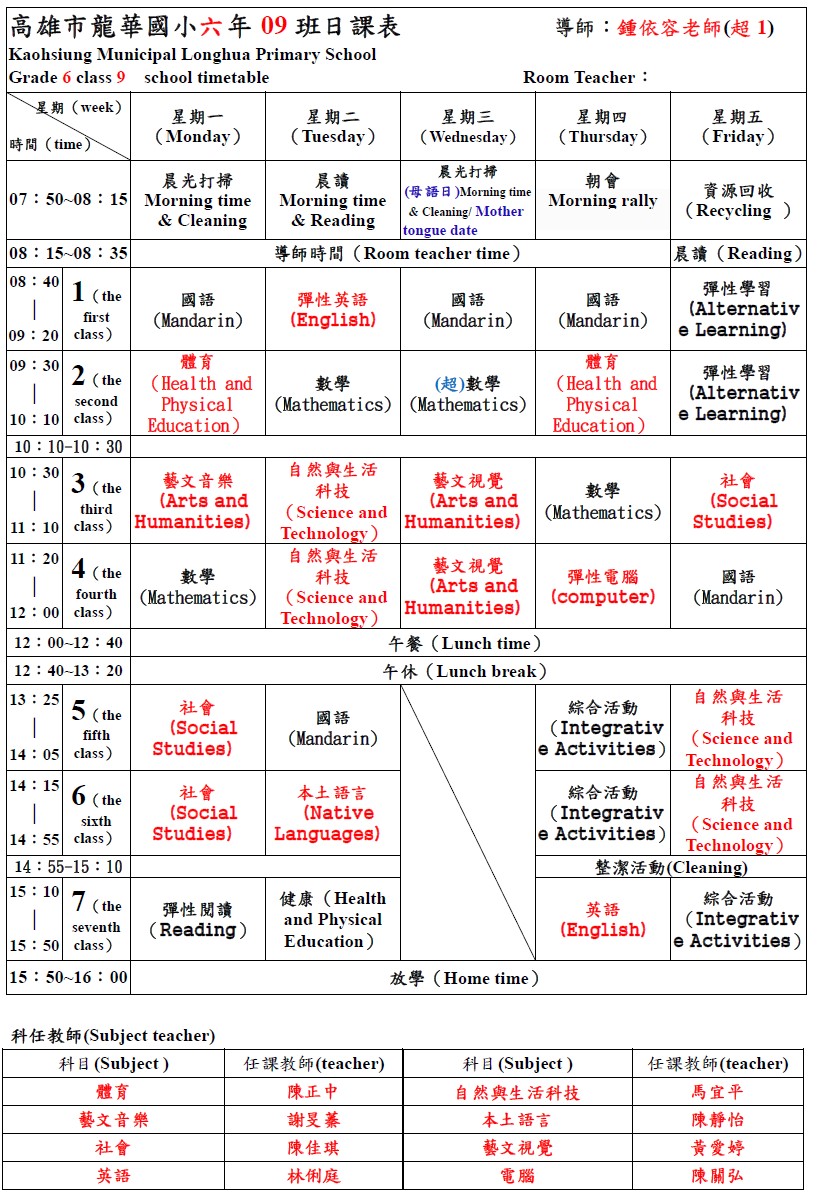 高雄市龍華國小六年 09 班日課表 導師：鍾依容老師(超 1)
Kaohsiung Municipal Longhua Primary School
Grade 6 class 9 school timetable Room Teacher：
星期（week）
時間（time）
星期一
（Monday）
星期二
（Tuesday）
星期三
（Wednesday）
星期四
（Thursday）
星期五
（Friday）
07：50~08：15
晨光打掃
Morning time
& Cleaning
晨讀
Morning time
& Reading
晨光打掃
(母語日)Morning time
& Cleaning/ Mother
tongue date
朝會
Morning rally
資源回收
（Recycling ）
08：15~08：35
導師時間（Room teacher time）
晨讀（Reading）
08：40
｜
09：20
1（the
first
class）
國語
（Mandarin）
彈性英語
（English）
國語
（Mandarin）
國語
（Mandarin）
彈性學習
（Alternativ
e Learning）
09：30
｜
10：10
2（the
second
class）
體育
（Health and
Physical
Education）
數學
（Mathematics）
(超)數學
（Mathematics）
體育
（Health and
Physical
Education）
彈性學習
（Alternativ
e Learning）
10：10-10：30
10：30
｜
11：10
3（the
third
class）
藝文音樂
（Arts and
Humanities）
自然與生活
科技
（Science and
Technology）
藝文視覺
（Arts and
Humanities）
數學
（Mathematics）
社會
（Social
Studies）
11：20
｜
12：00
4（the
fourth
class）
數學
（Mathematics）
自然與生活
科技
（Science and
Technology）
藝文視覺
（Arts and
Humanities）
彈性電腦
（computer）
國語
（Mandarin）
12：00~12：40
午餐（Lunch time）
12：40~13：20
午休（Lunch break）
13：25
｜
14：05
5（the
fifth
class）
社會
（Social
Studies）
國語
（Mandarin）
綜合活動
（Integrativ
e Activities）
自然與生活
科技
（Science and
Technology）
14：15
｜
14：55
6（the
sixth
class）
社會
（Social
Studies）
本土語言
（Native
Languages）
綜合活動
（Integrativ
e Activities）
自然與生活
科技
（Science and
Technology）
14：55-15：10
整潔活動(Cleaning)
15：10
｜
15：50
7（the
seventh
class）
彈性閱讀
（Reading）
健康（Health
and Physical
Education）
英語
（English）
綜合活動
（Integrativ
e Activities）
15：50~16：00
放學（Home time）
科任教師(Subject teacher)
科目(Subject ) 任課教師(teacher) 科目(Subject ) 任課教師(teacher)
體育 陳正中 自然與生活科技 馬宜平
藝文音樂 謝旻蓁 本土語言 陳靜怡
社會 陳佳琪 藝文視覺 黃愛婷
英語 林俐庭 電腦 陳關弘